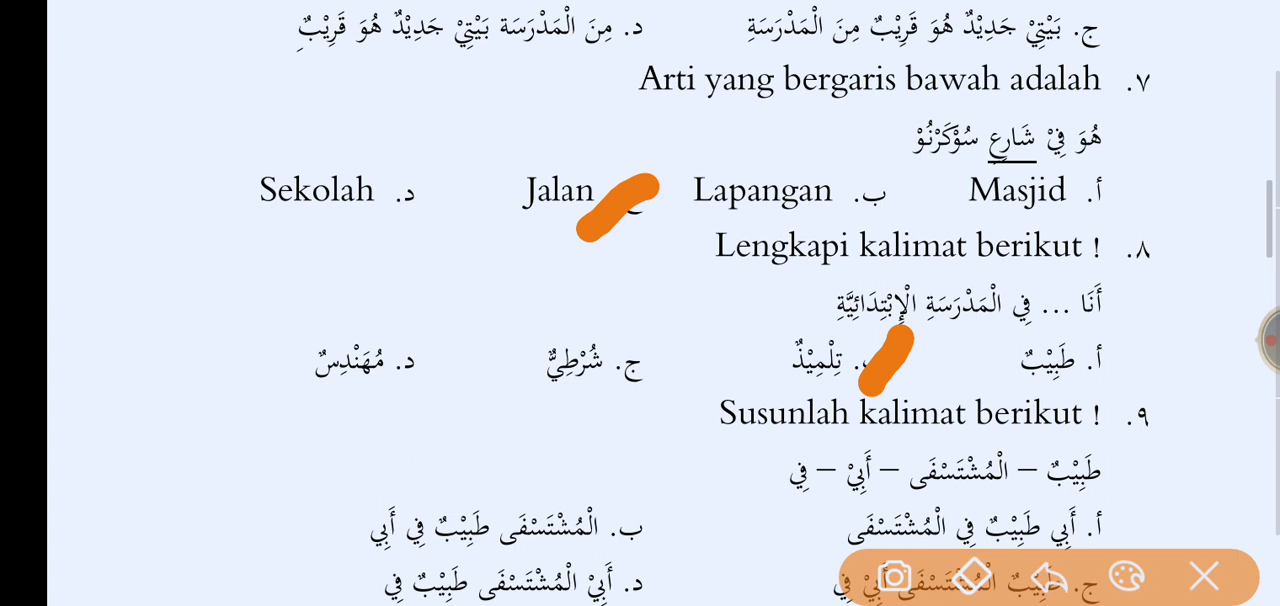 ج. بَيْتِيْ جَدِيْدٌ هُوَ قَرِيْبٌ مِنَ الْمَدْرَسَةِ د. مِنَ الْمَدْرَسَة بَيْتِيْ جَدِيْدٌ هُوَ قَرِيْبٌ
٧. Arti yang bergaris bawah adalah
هُوَ فِيْ شَارِعِ سُوْكَرْنُوْ
أ. Masjid ب. Lapangan Jalan د. Sekolah
٨. Lengkapi kalimat berikut !
أَنَا ... فِي الْمَدْرَسَةِ الْإِبْتِدَائِيَّةِ
أ. طَبِيْبٌ تِلْمِيْذٌ ج. شُرْطِيٌّ د. مُهَنْدِسٌ
٩. Susunlah kalimat berikut !
طَبِيْبٌ – الْمُشْتَسْفَى – أَبِيْ – فِي
أ. أَبِي طَبِيْبٌ فِي الْمُشْتَسْفَى ب. الْمُشْتَسْفَى طَبِيْبٌ فِي أَبِي
ج. طَبِيْبٌ الْمُشْتَسْفَى أَبِيْ فِي د. أَبِيْ الْمُشْتَسْفَى طَبِيْبٌ فِي